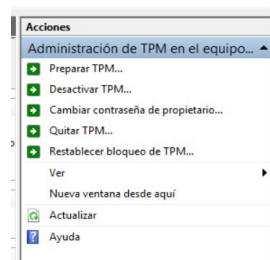 Acciones
Administración de TPM en el equipo...
Preparar TPM...
Desactivar TPM...
Cambiar contraseña de propietario...
Quitar TPM...
Restablecer bloqueo de TPM...
Ver
Nueva ventana desde aquí
Actualizar
Ayuda